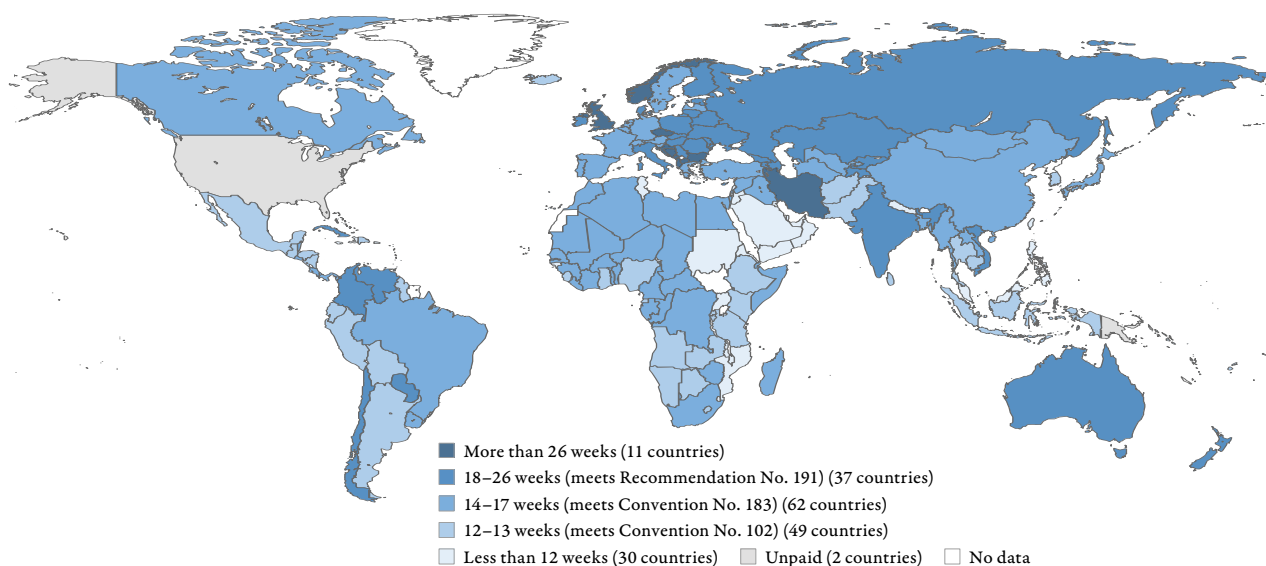 More than 26 weeks (11 countries)
18–26 weeks (meets Recommendation No. 191) (37 countries)
14–17 weeks (meets Convention No. 183) (62 countries)
12–13 weeks (meets Convention No. 102) (49 countries)
Less than 12 weeks (30 countries) Unpaid (2 countries) No data